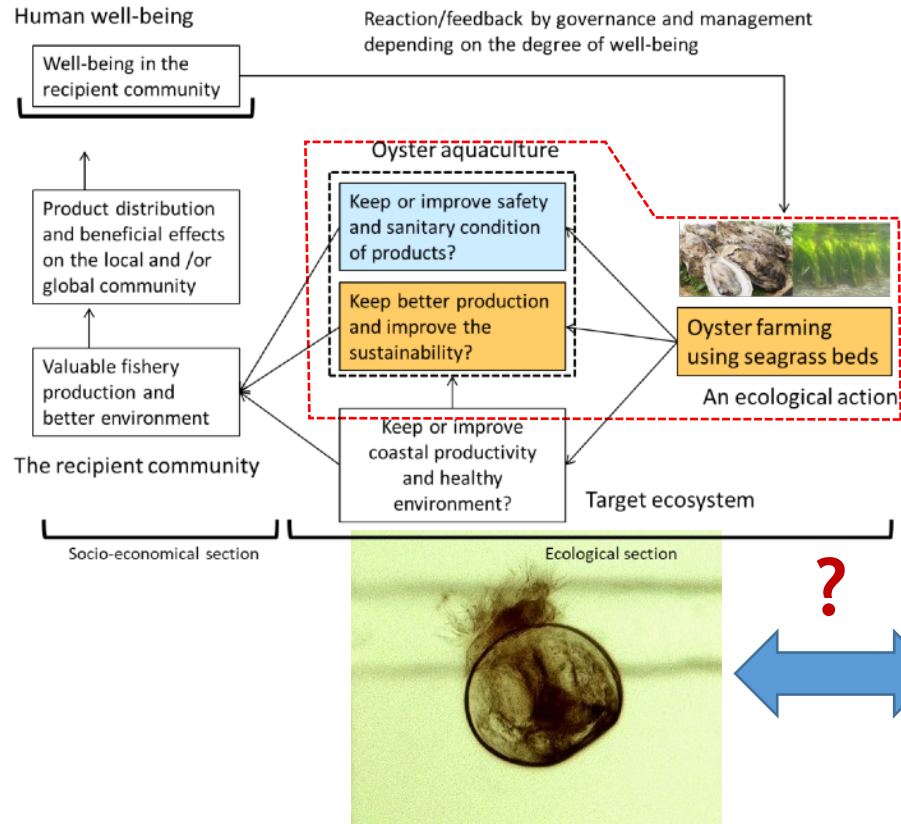 Human well-being
Reaction/feedback by governance and management
depending on the degree of well-being
Well-being in the
recipient community
Oyster aquaculture
Keep or improve safety
and sanitary condition
of products?
Product distribution
and beneficial effects
on the local and /or
global community
Keep better production
and improve the
sustainability?
Oyster farming
using seagrass beds
An ecological action
Valuable fishery
production and
better environment
The recipient community
Keep or improve
coastal productivity
and healthy
environment?
Target ecosystem
Socio-economical section
Ecological section
?